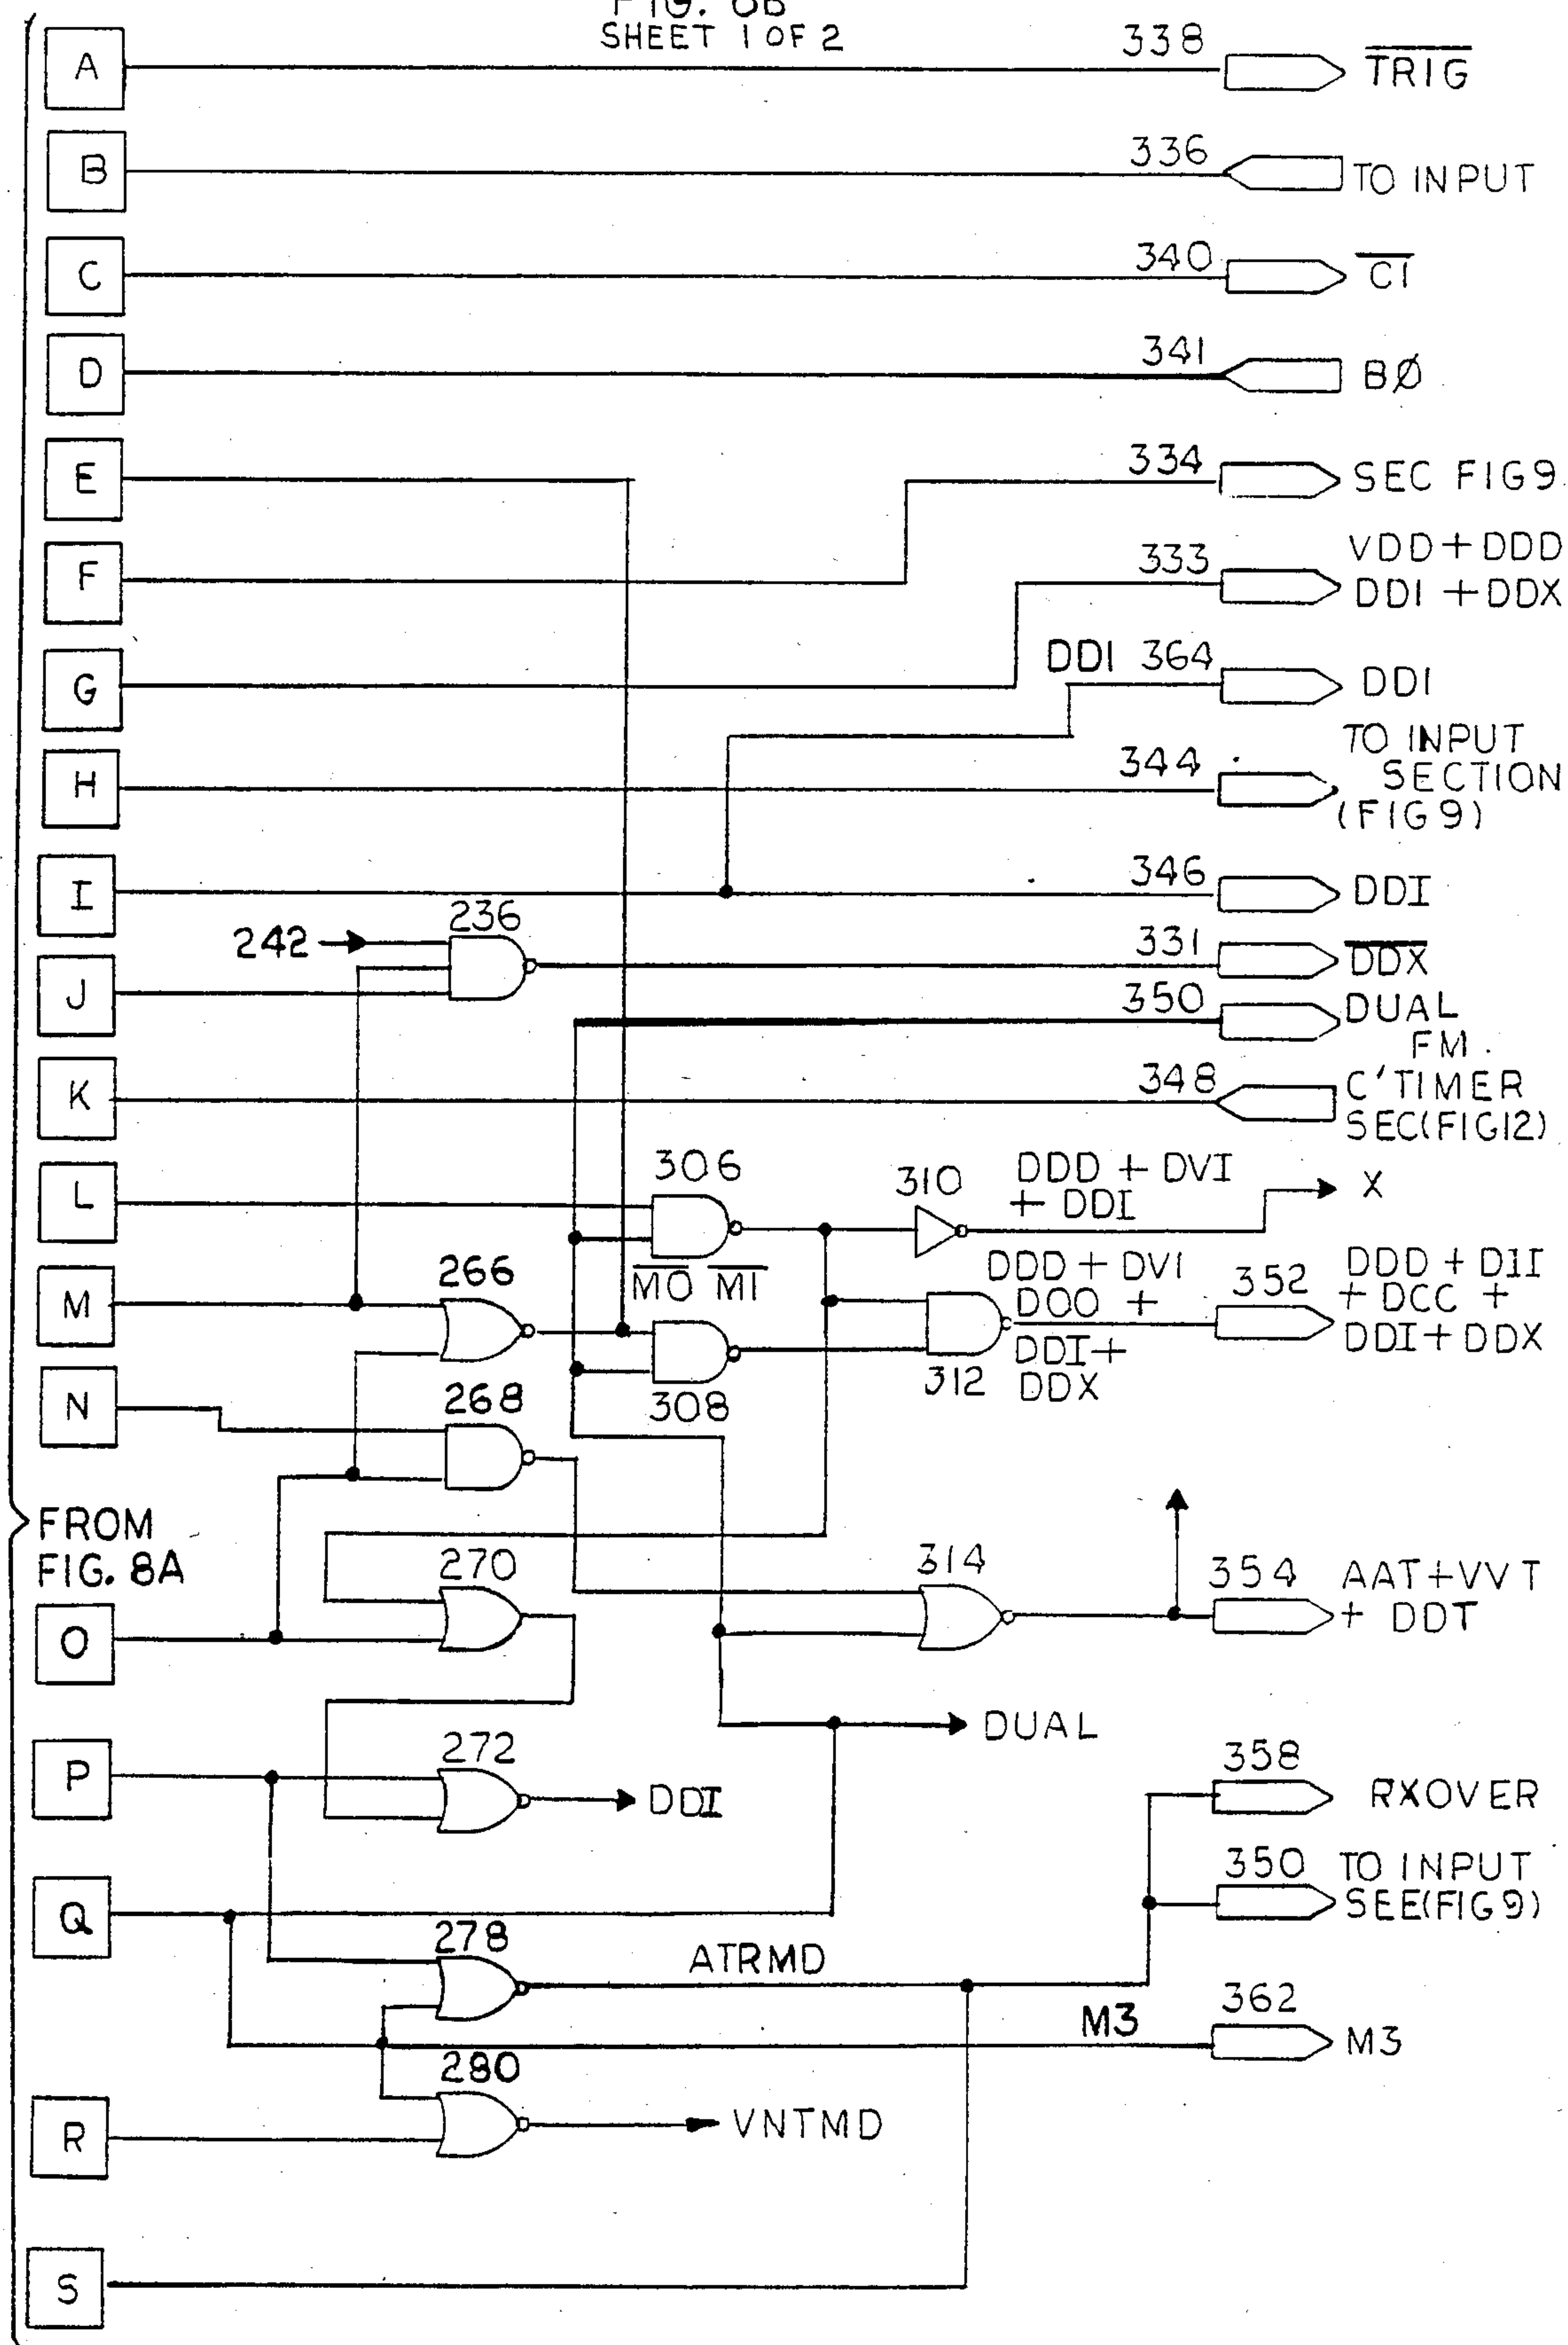 FIG. 8B
SHEET 1 OF 2
A
338
TRIG
B
336
TO INPUT
C
340
C1
D
341
BØ
E
334
SEC FIG9
F
333
VDD+DDD
DDI+DDX
G
DDI 364
DDI
H
344
TO INPUT
SECTION
(FIG9)
I
346
DDI
242
236
J
331
DDX
350
DUAL
FM
K
348
C'TIMER
SEC(FIG12)
L
306
310
DDD + DVI
+ DDI
X
M
266
M0 M1
308
312
DDD + DVI
DOO +
DDI+
DDX
352
DDD + DII
+ DCC +
DDI+DDX
N
268
FROM
FIG. 8A
O
270
314
354
AAT+VVT
+ DDT
DUAL
P
272
DDI
358
RXOVER
350
TO INPUT
SEE(FIG9)
Q
278
ATRMD
M3
362
M3
280
R
VNTMD
S